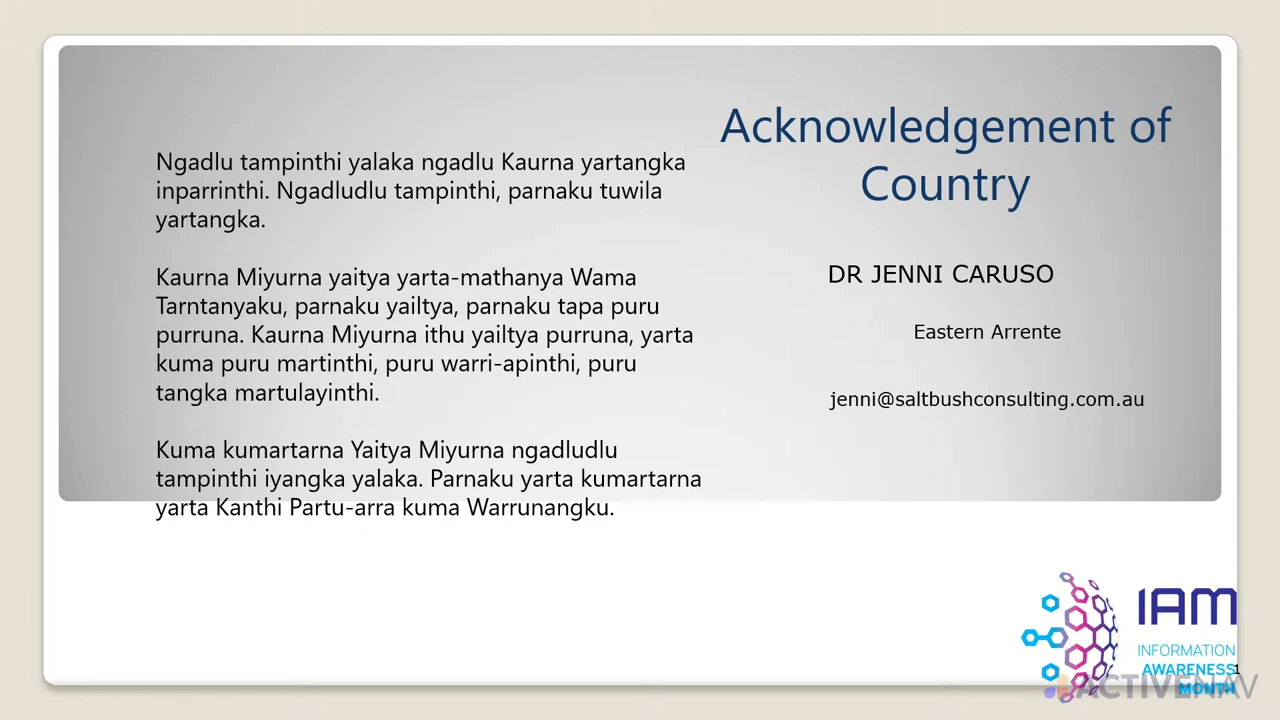 Acknowledgement of
Country
Ngadlu tampinthi yalaka ngadlu Kaurna yartangka
inparrinthi. Ngadludlu tampinthi, parnaku tuwila
yartangka.
Kaurna Miyurna yaitya yarta-mathanya Wama
Tarntanyaku, parnaku yailtya, parnaku tapa puru
purruna. Kaurna Miyurna ithu yailtya purruna, yarta
kuma puru martinthi, puru warri-apinthi, puru
tangka martulayinthi.
Kuma kumartarna Yaitya Miyurna ngadludlu
tampinthi iyangka yalaka. Parnaku yarta kumartarna
yarta Kanthi Partu-arra kuma Warrunangku.
DR JENNI CARUSO
Eastern Arrente
jenni@saltbushconsulting.com.au
IAM
INFORMATION
AWARENESS
MONTH
1
ACTIVENAV